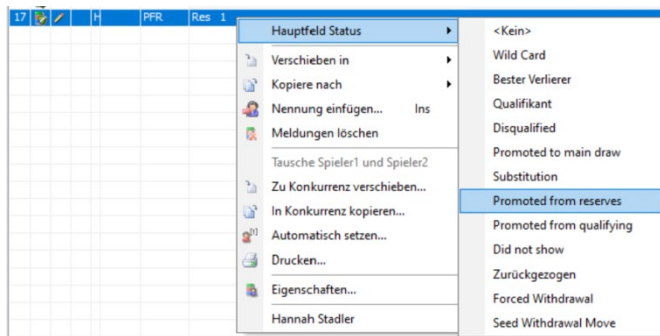 17 H PFR Res 1
Hauptfeld Status
Verschieben in
Kopiere nach
Nennung einfügen... Ins
Meldungen löschen
Tausche Spieler1 und Spieler2
Zu Konkurrenz verschieben...
In Konkurrenz kopieren...
Automatisch setzen...
Drucken...
Eigenschaften...
Hannah Stadler
<Kein>
Wild Card
Bester Verlierer
Qualifikant
Disqualified
Promoted to main draw
Substitution
Promoted from reserves
Promoted from qualifying
Did not show
Zurückgezogen
Forced Withdrawal
Seed Withdrawal Move